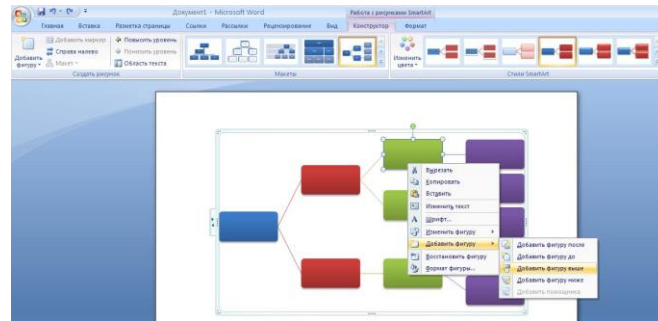 Документ1 - Microsoft Word
Работа с рисунками SmartArt
Главная Вставка Разметка страницы Ссылки Рассылки Рецензирование Вид Конструктор Формат
Добавить фигуру
Добавить маркер
Справа налево
Макет
Повысить уровень
Понизить уровень
Область текста
Изменить цвета
Создать рисунок Макеты Стили SmartArt
Вырезать
Копировать
Вставить
Изменить текст
Шрифт...
Изменить фигуру
Добавить фигуру
Восстановить фигуру
Формат фигуры...
Добавить фигуру после
Добавить фигуру до
Добавить фигуру выше
Добавить фигуру ниже
Добавить помощника